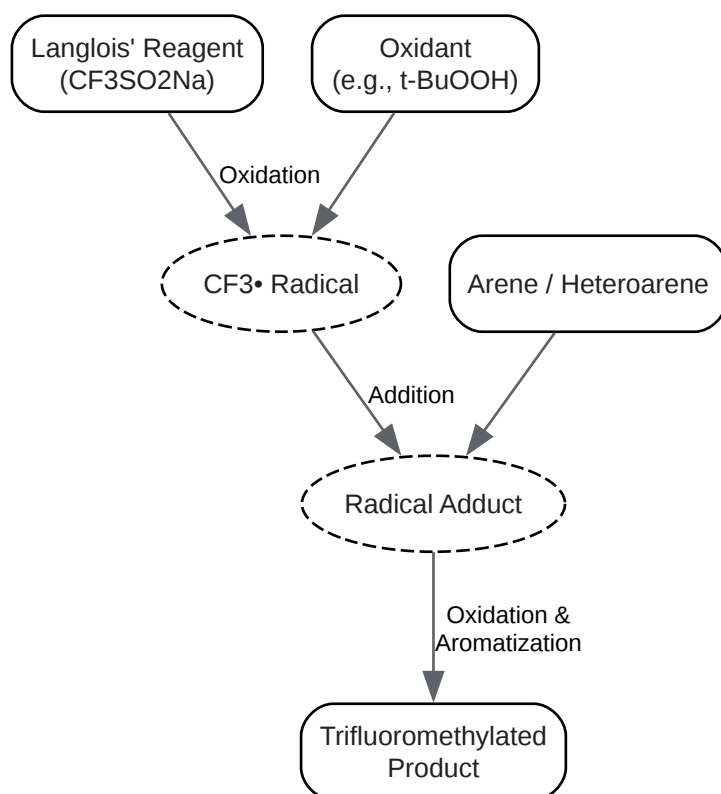 Langlois' Reagent
(CF3SO2Na)
Oxidant
(e.g., t-BuOOH)
Oxidation
CF3• Radical
Arene / Heteroarene
Addition
Radical Adduct
Oxidation &
Aromatization
Trifluoromethylated
Product